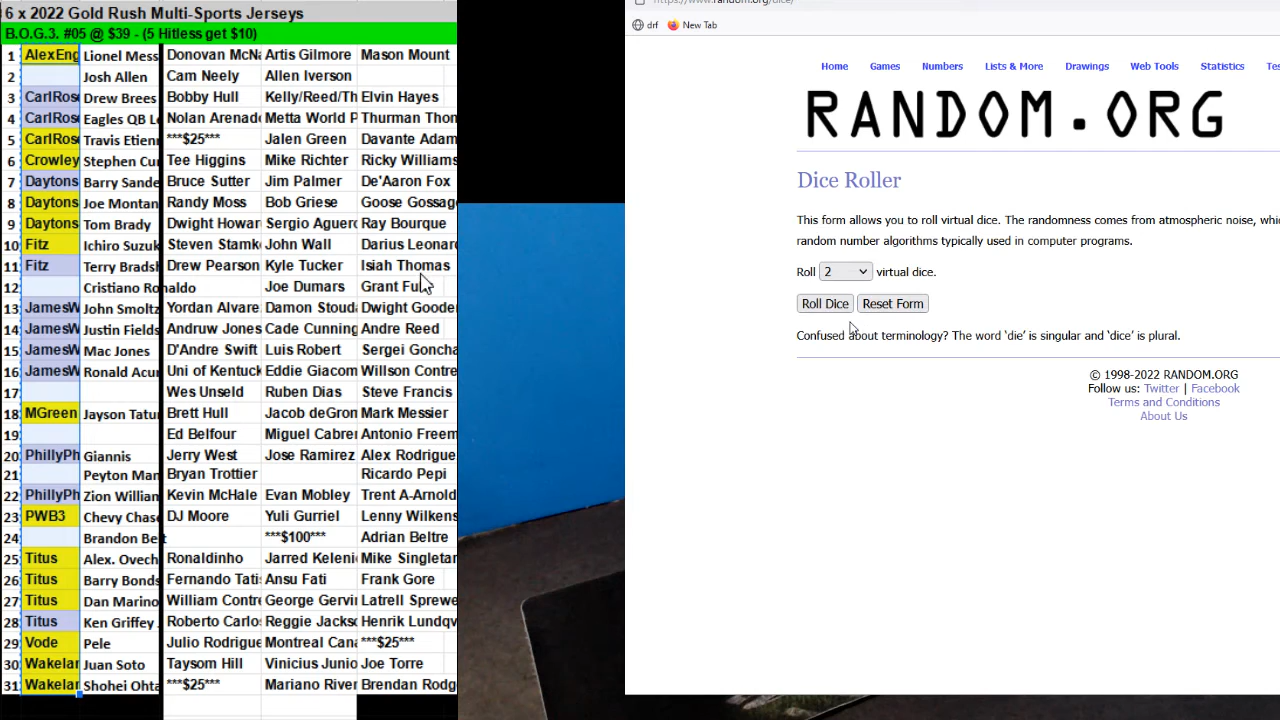 6 x 2022 Gold Rush Multi-Sports Jerseys
B.O.G.3. #05 @ $39 - (5 Hitless get $10)
1 AlexEng Lionel Mess Donovan McNa Artis Gilmore Mason Mount
2 Josh Allen Cam Neely Allen Iverson
3 CarlRos Drew Brees Bobby Hull Kelly/Reed/Th Elvin Hayes
4 CarlRos Eagles QB Le Nolan Arenad Metta World P Thurman Thon
5 CarlRos Travis Etien ***$25*** Jalen Green Davante Adam
6 Crowley Stephen Cu Tee Higgins Mike Richter Ricky Williams
7 Daytons Barry Sande Bruce Sutter Jim Palmer De'Aaron Fox
8 Daytons Joe Montan Randy Moss Bob Griese Goose Gossag
9 Daytons Tom Brady Dwight Howar Sergio Aguero Ray Bourque
10 Fitz Ichiro Suzuk Steven Stamk John Wall Darius Leonar
11 Fitz Terry Bradsh Drew Pearson Kyle Tucker Isiah Thomas
12 Cristiano Ronaldo Joe Dumars Grant Fu
13 JamesW John Smoltz Yordan Alvare Damon Stouda Dwight Gooder
14 JamesW Justin Fields Andruw Jones Cade Cunning Andre Reed
15 JamesW Mac Jones D'Andre Swift Luis Robert Sergei Goncha
16 JamesW Ronald Acur Uni of Kentuck Eddie Giacom Willson Contre
17 Wes Unseld Ruben Dias Steve Francis
18 MGreen Jayson Tatur Brett Hull Jacob deGron Mark Messier
19 Ed Belfour Miguel Cabre Antonio Freem
20 PhillyPh Giannis Jerry West Jose Ramirez Alex Rodrigue
21 Peyton Man Bryan Trottier Ricardo Pepi
22 PhillyPh Zion William Kevin McHale Evan Mobley Trent A-Arnold
23 PWB3 Chevy Chase DJ Moore Yuli Gurriel Lenny Wilkens
24 Brandon Belt ***$100*** Adrian Beltre
25 Titus Alex. Ovech Ronaldinho Jarred Keleni Mike Singletar
26 Titus Barry Bonds Fernando Tati Ansu Fati Frank Gore
27 Titus Dan Marino William Contre George Gervi Latrell Sprewe
28 Titus Ken Griffey Roberto Carlo Reggie Jackso Henrik Lundqv
29 Vode Pele Julio Rodrigue Montreal Cana ***$25***
30 Wakelar Juan Soto Taysom Hill Vinicius Junio Joe Torre
31 Wakelar Shohei Ohta ***$25*** Mariano River Brendan Rodg
drf New Tab
Home Games Numbers Lists & More Drawings Web Tools Statistics Tes
RANDOM.ORG
Dice Roller
This form allows you to roll virtual dice. The randomness comes from atmospheric noise, whic
random number algorithms typically used in computer programs.
Roll 2 virtual dice.
Roll Dice Reset Form
Confused about terminology? The word ‘die’ is singular and ‘dice’ is plural.
© 1998-2022 RANDOM.ORG
Follow us: Twitter | Facebook
Terms and Conditions
About Us